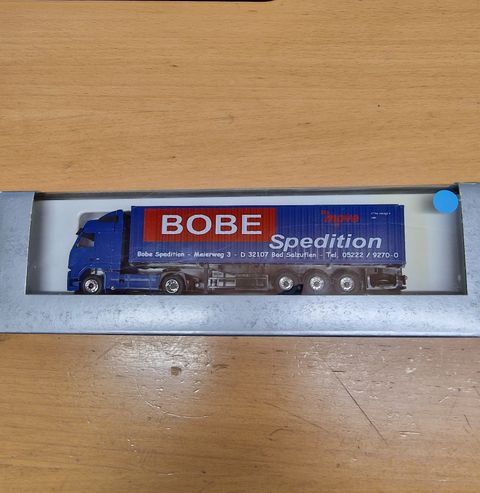 BOBE
Spedition
Bobe Spedition - Meierweg 3 - D 32107 Bad Salzuflen - Tel. 05222 / 9270-0